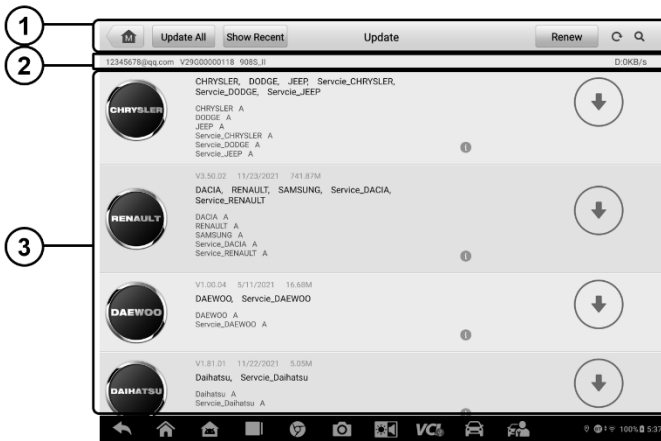 1
Update All Show Recent Update Renew
2
12345678@qq.com V29G00000118 908S_II D:0KB/s
CHRYSLER
CHRYSLER, DODGE, JEEP, Servcie_CHRYSLER,
Servcie_DODGE, Servcie_JEEP
CHRYSLER A
DODGE A
JEEP A
Servcie_CHRYSLER A
Servcie_DODGE A
Servcie_JEEP A
3
RENAULT
V3.50.02 11/23/2021 741.87M
DACIA, RENAULT, SAMSUNG, Service_DACIA,
Service_RENAULT
DACIA A
RENAULT A
SAMSUNG A
Service_DACIA A
Service_RENAULT A
DAEWOO
V1.00.04 5/11/2021 16.68M
DAEWOO, Servcie_DAEWOO
DAEWOO A
Servcie_DAEWOO A
DAIHATSU
V1.81.01 11/22/2021 5.05M
Daihatsu, Servcie_Daihatsu
Daihatsu A
Servcie_Daihatsu A
VCI 100% 5:37